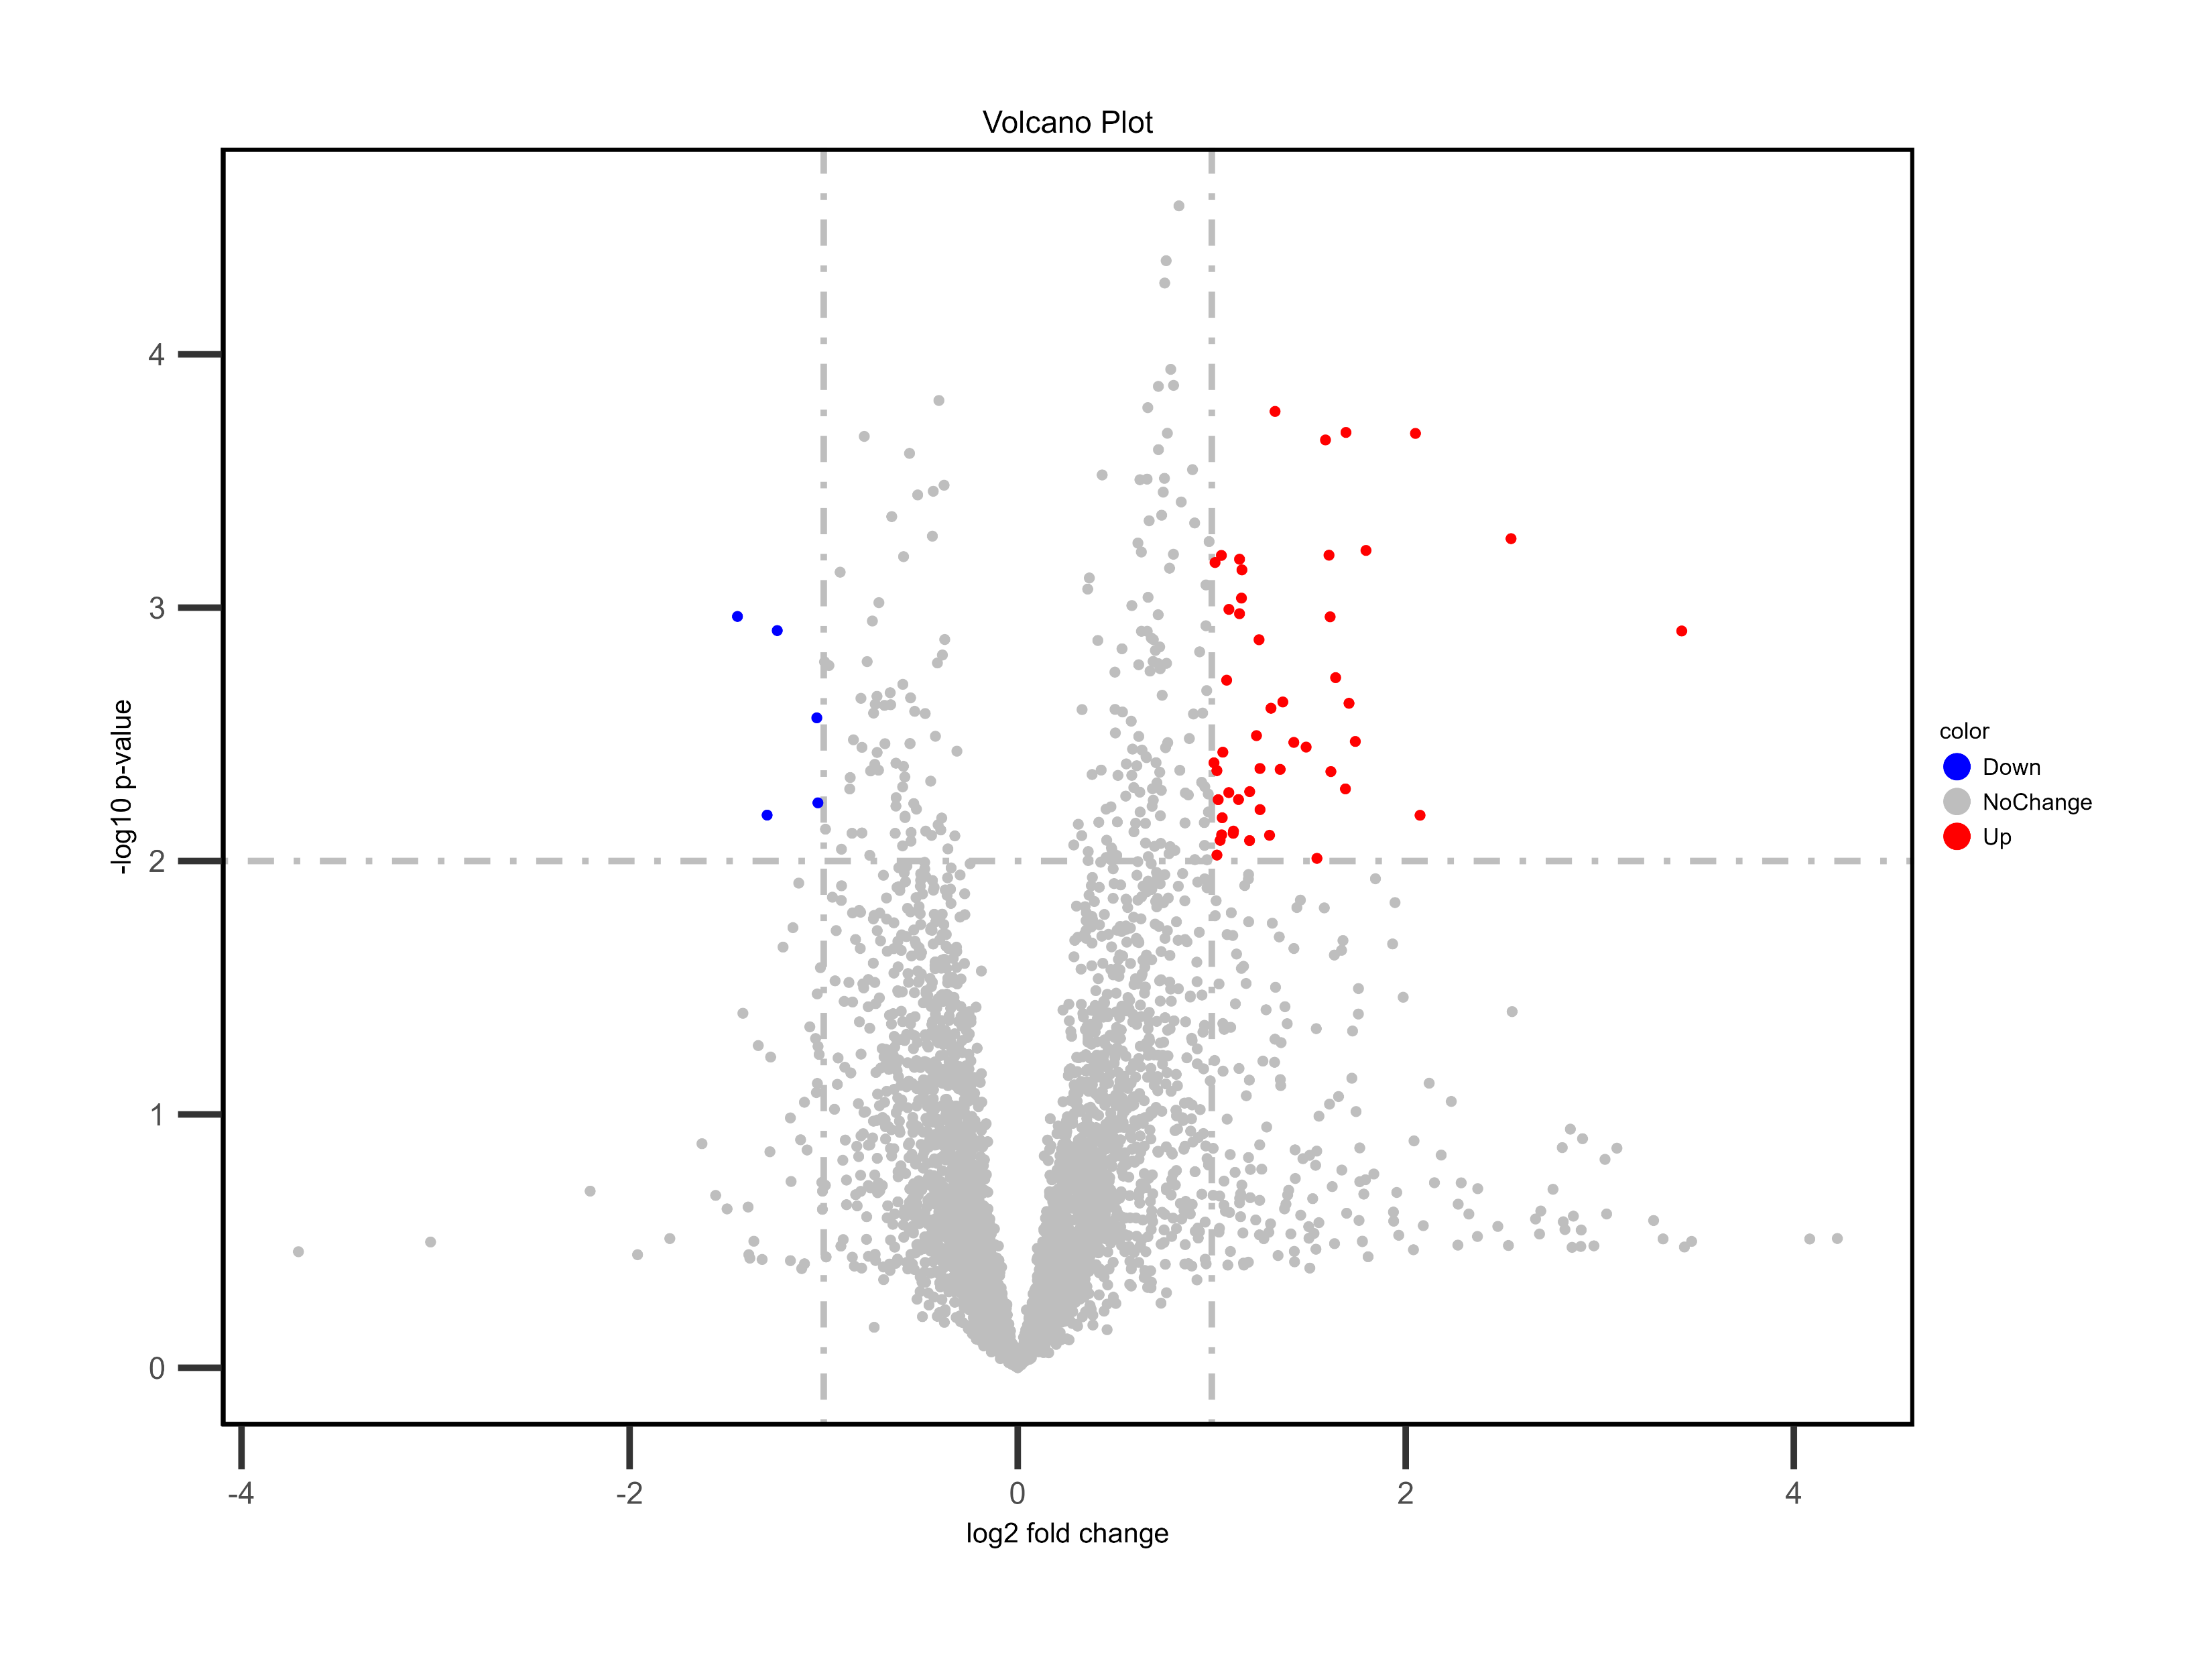 Volcano Plot
4
3
2
1
0
-log10 p-value
-4
-2
0
2
4
log2 fold change
color
Down
NoChange
Up